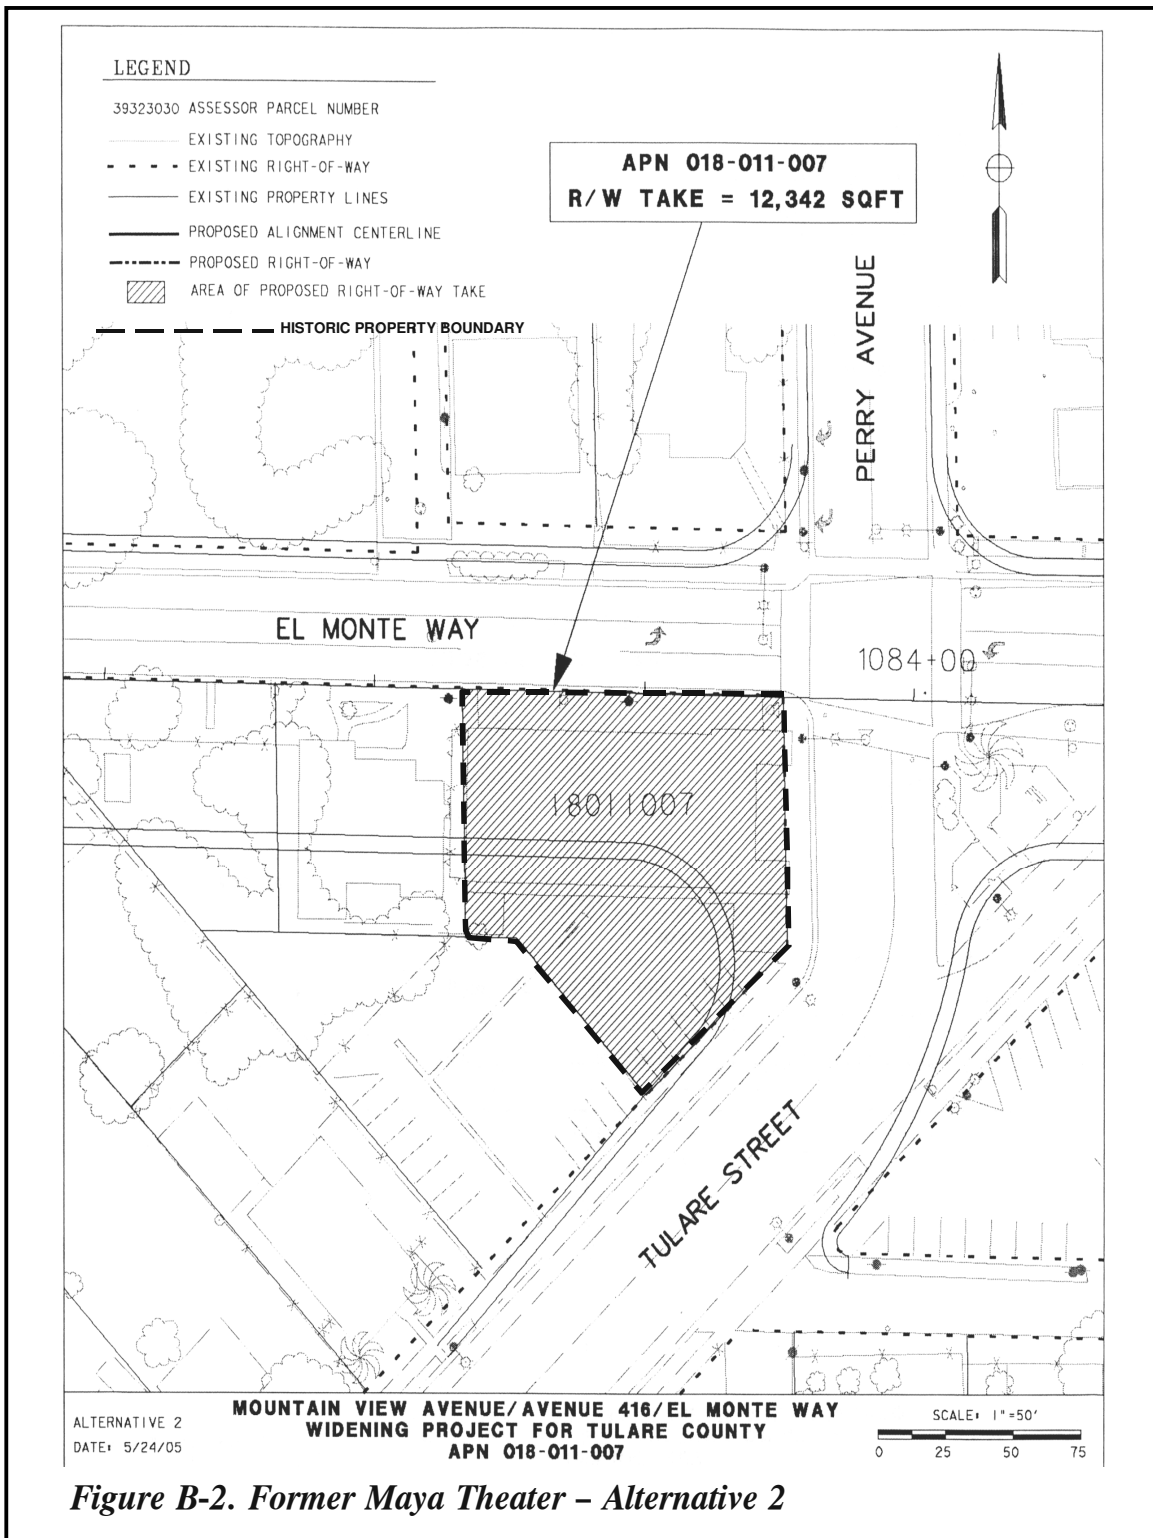 LEGEND
39323030 ASSESSOR PARCEL NUMBER
EXISTING TOPOGRAPHY
EXISTING RIGHT-OF-WAY
EXISTING PROPERTY LINES
PROPOSED ALIGNMENT CENTERLINE
PROPOSED RIGHT-OF-WAY
AREA OF PROPOSED RIGHT-OF-WAY TAKE
HISTORIC PROPERTY BOUNDARY
APN 018-011-007
R/W TAKE = 12,342 SQFT
PERRY AVENUE
EL MONTE WAY
1084+00
18011007
TULARE STREET
ALTERNATIVE 2
DATE: 5/24/05
MOUNTAIN VIEW AVENUE/AVENUE 416/EL MONTE WAY
WIDENING PROJECT FOR TULARE COUNTY
APN 018-011-007
SCALE: 1"=50'
0 25 50 75
Figure B-2. Former Maya Theater – Alternative 2